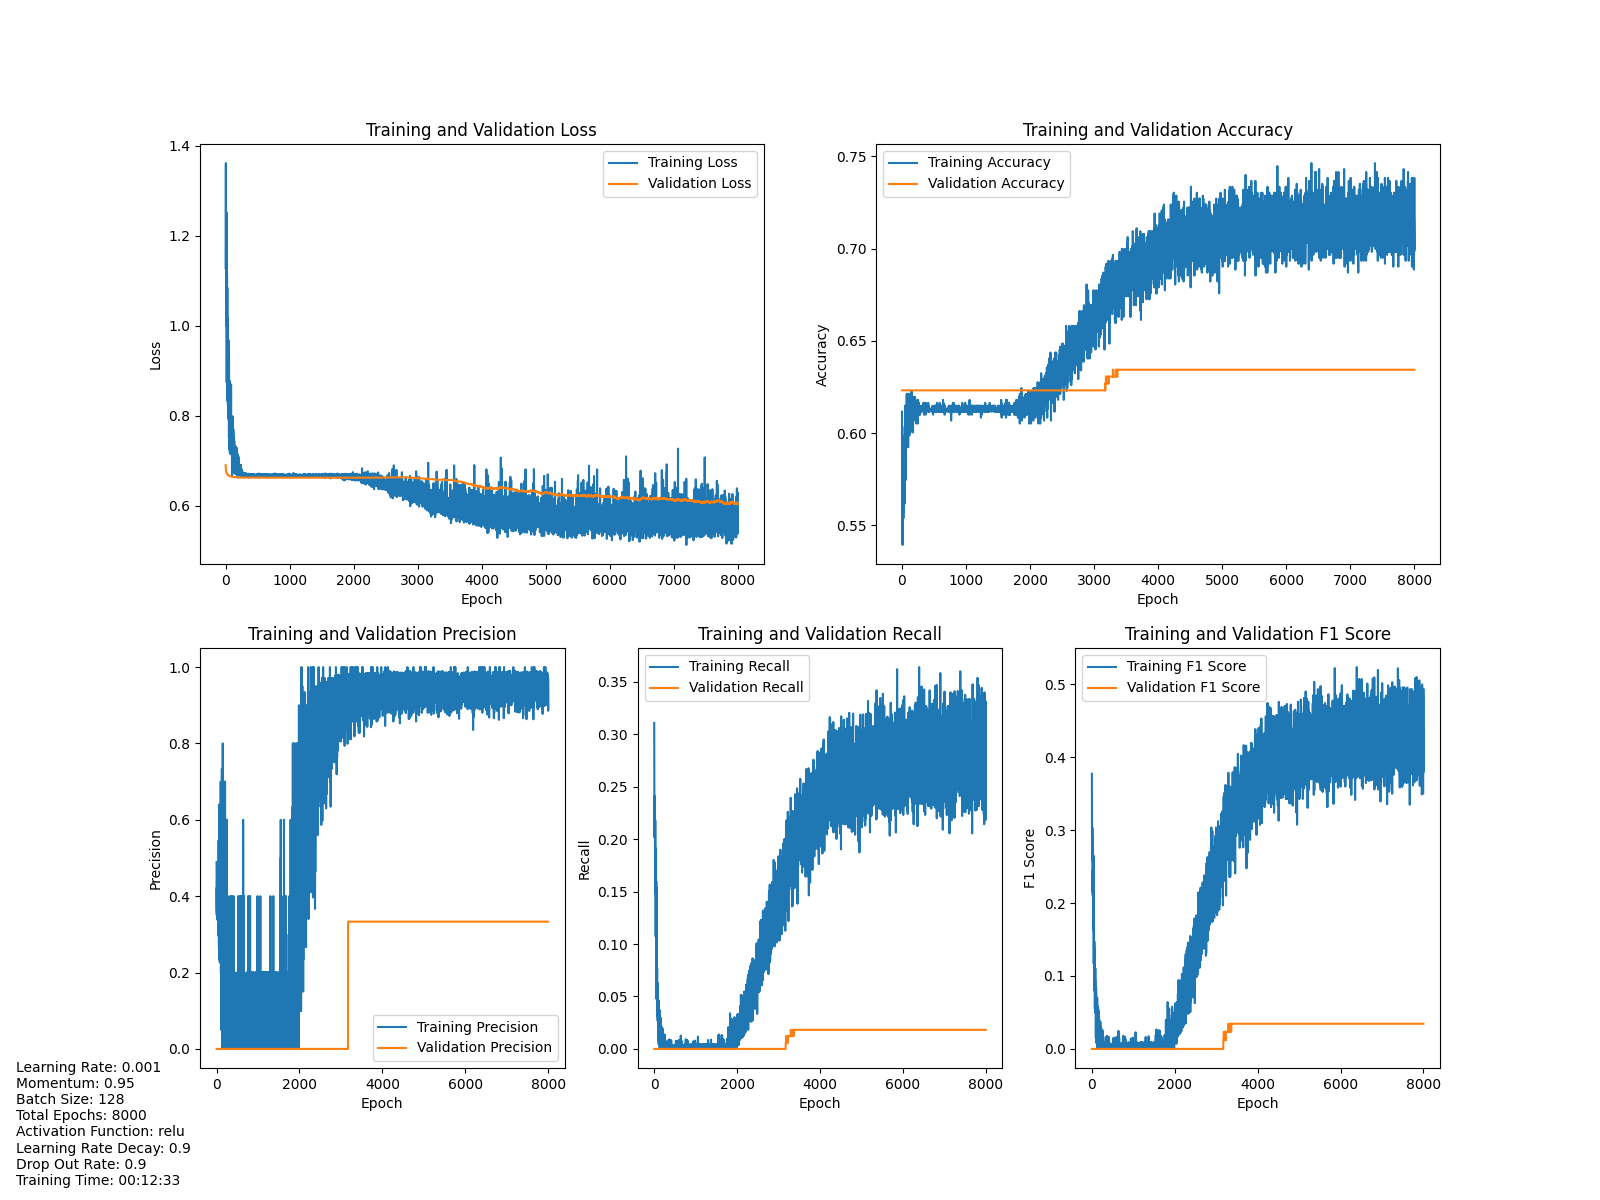 Training and Validation Loss
1.4
1.2
1.0
0.8
0.6
Loss
Training Loss
Validation Loss
0 1000 2000 3000 4000 5000 6000 7000 8000
Epoch
Training and Validation Accuracy
0.75
0.70
0.65
0.60
0.55
Accuracy
Training Accuracy
Validation Accuracy
0 1000 2000 3000 4000 5000 6000 7000 8000
Epoch
Training and Validation Precision
1.0
0.8
0.6
0.4
0.2
0.0
Precision
Training Precision
Validation Precision
0 2000 4000 6000 8000
Epoch
Training and Validation Recall
0.35
0.30
0.25
0.20
0.15
0.10
0.05
0.00
Recall
Training Recall
Validation Recall
0 2000 4000 6000 8000
Epoch
Training and Validation F1 Score
0.5
0.4
0.3
0.2
0.1
0.0
F1 Score
Training F1 Score
Validation F1 Score
0 2000 4000 6000 8000
Epoch
Learning Rate: 0.001
Momentum: 0.95
Batch Size: 128
Total Epochs: 8000
Activation Function: relu
Learning Rate Decay: 0.9
Drop Out Rate: 0.9
Training Time: 00:12:33